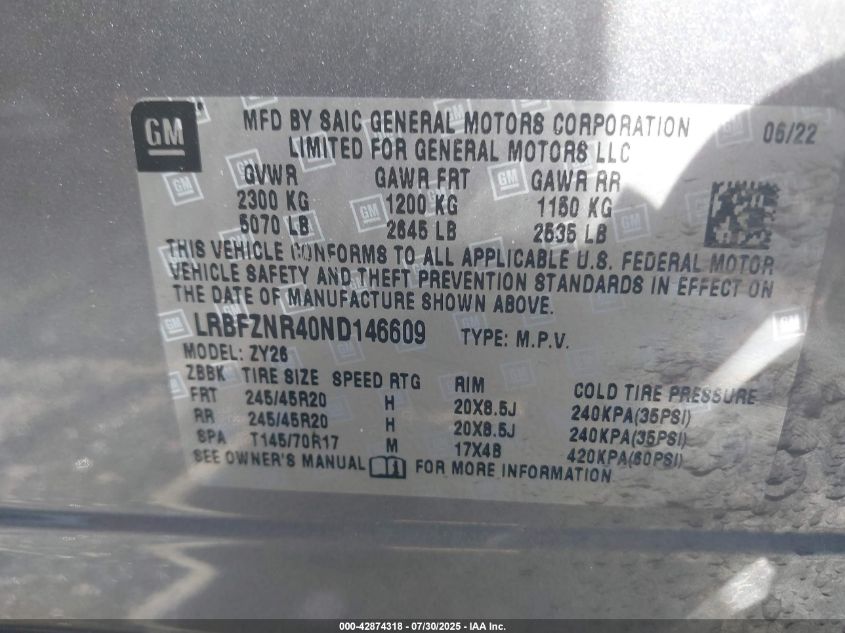 GM
MFD BY SAIC GENERAL MOTORS CORPORATION 06/22
LIMITED FOR GENERAL MOTORS LLC
GVWR GAWR FRT GAWR RR
2300 KG 1200 KG 1150 KG
5070 LB 2645 LB 2535 LB
THIS VEHICLE CONFORMS TO ALL APPLICABLE U.S. FEDERAL MOTOR
VEHICLE SAFETY AND THEFT PREVENTION STANDARDS IN EFFECT ON
THE DATE OF MANUFACTURE SHOWN ABOVE.
LRBFZNR40ND146609 TYPE: M.P.V.
MODEL: ZY26
ZBBK TIRE SIZE SPEED RTG RIM COLD TIRE PRESSURE
FRT 245/45R20 H 20X8.5J 240KPA(35PSI)
RR 245/45R20 H 20X8.5J 240KPA(35PSI)
SPA T145/70R17 M 17X4B 420KPA(60PSI)
SEE OWNER'S MANUAL FOR MORE INFORMATION
000-42874318 - 07/30/2025 - IAA Inc.